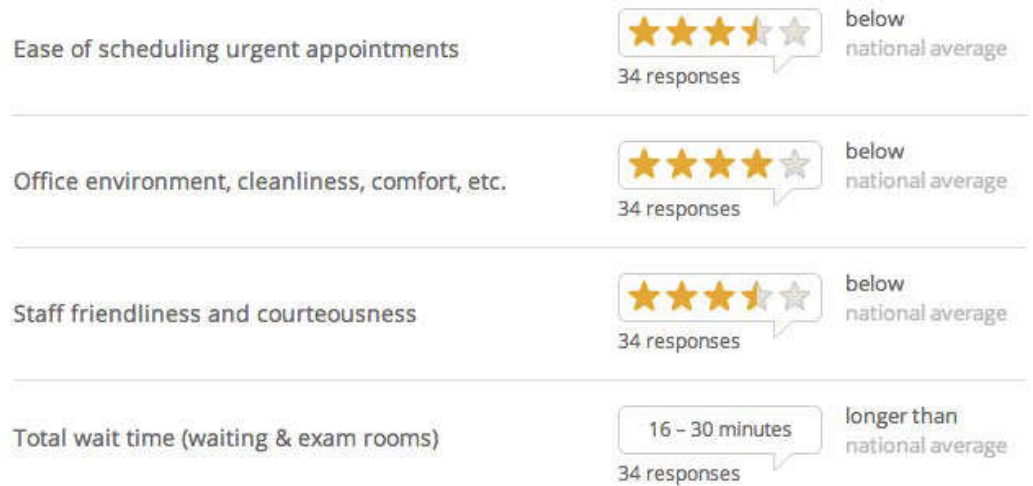 Ease of scheduling urgent appointments
34 responses
below
national average
Office environment, cleanliness, comfort, etc.
34 responses
below
national average
Staff friendliness and courteousness
34 responses
below
national average
Total wait time (waiting & exam rooms)
16 – 30 minutes
34 responses
longer than
national average